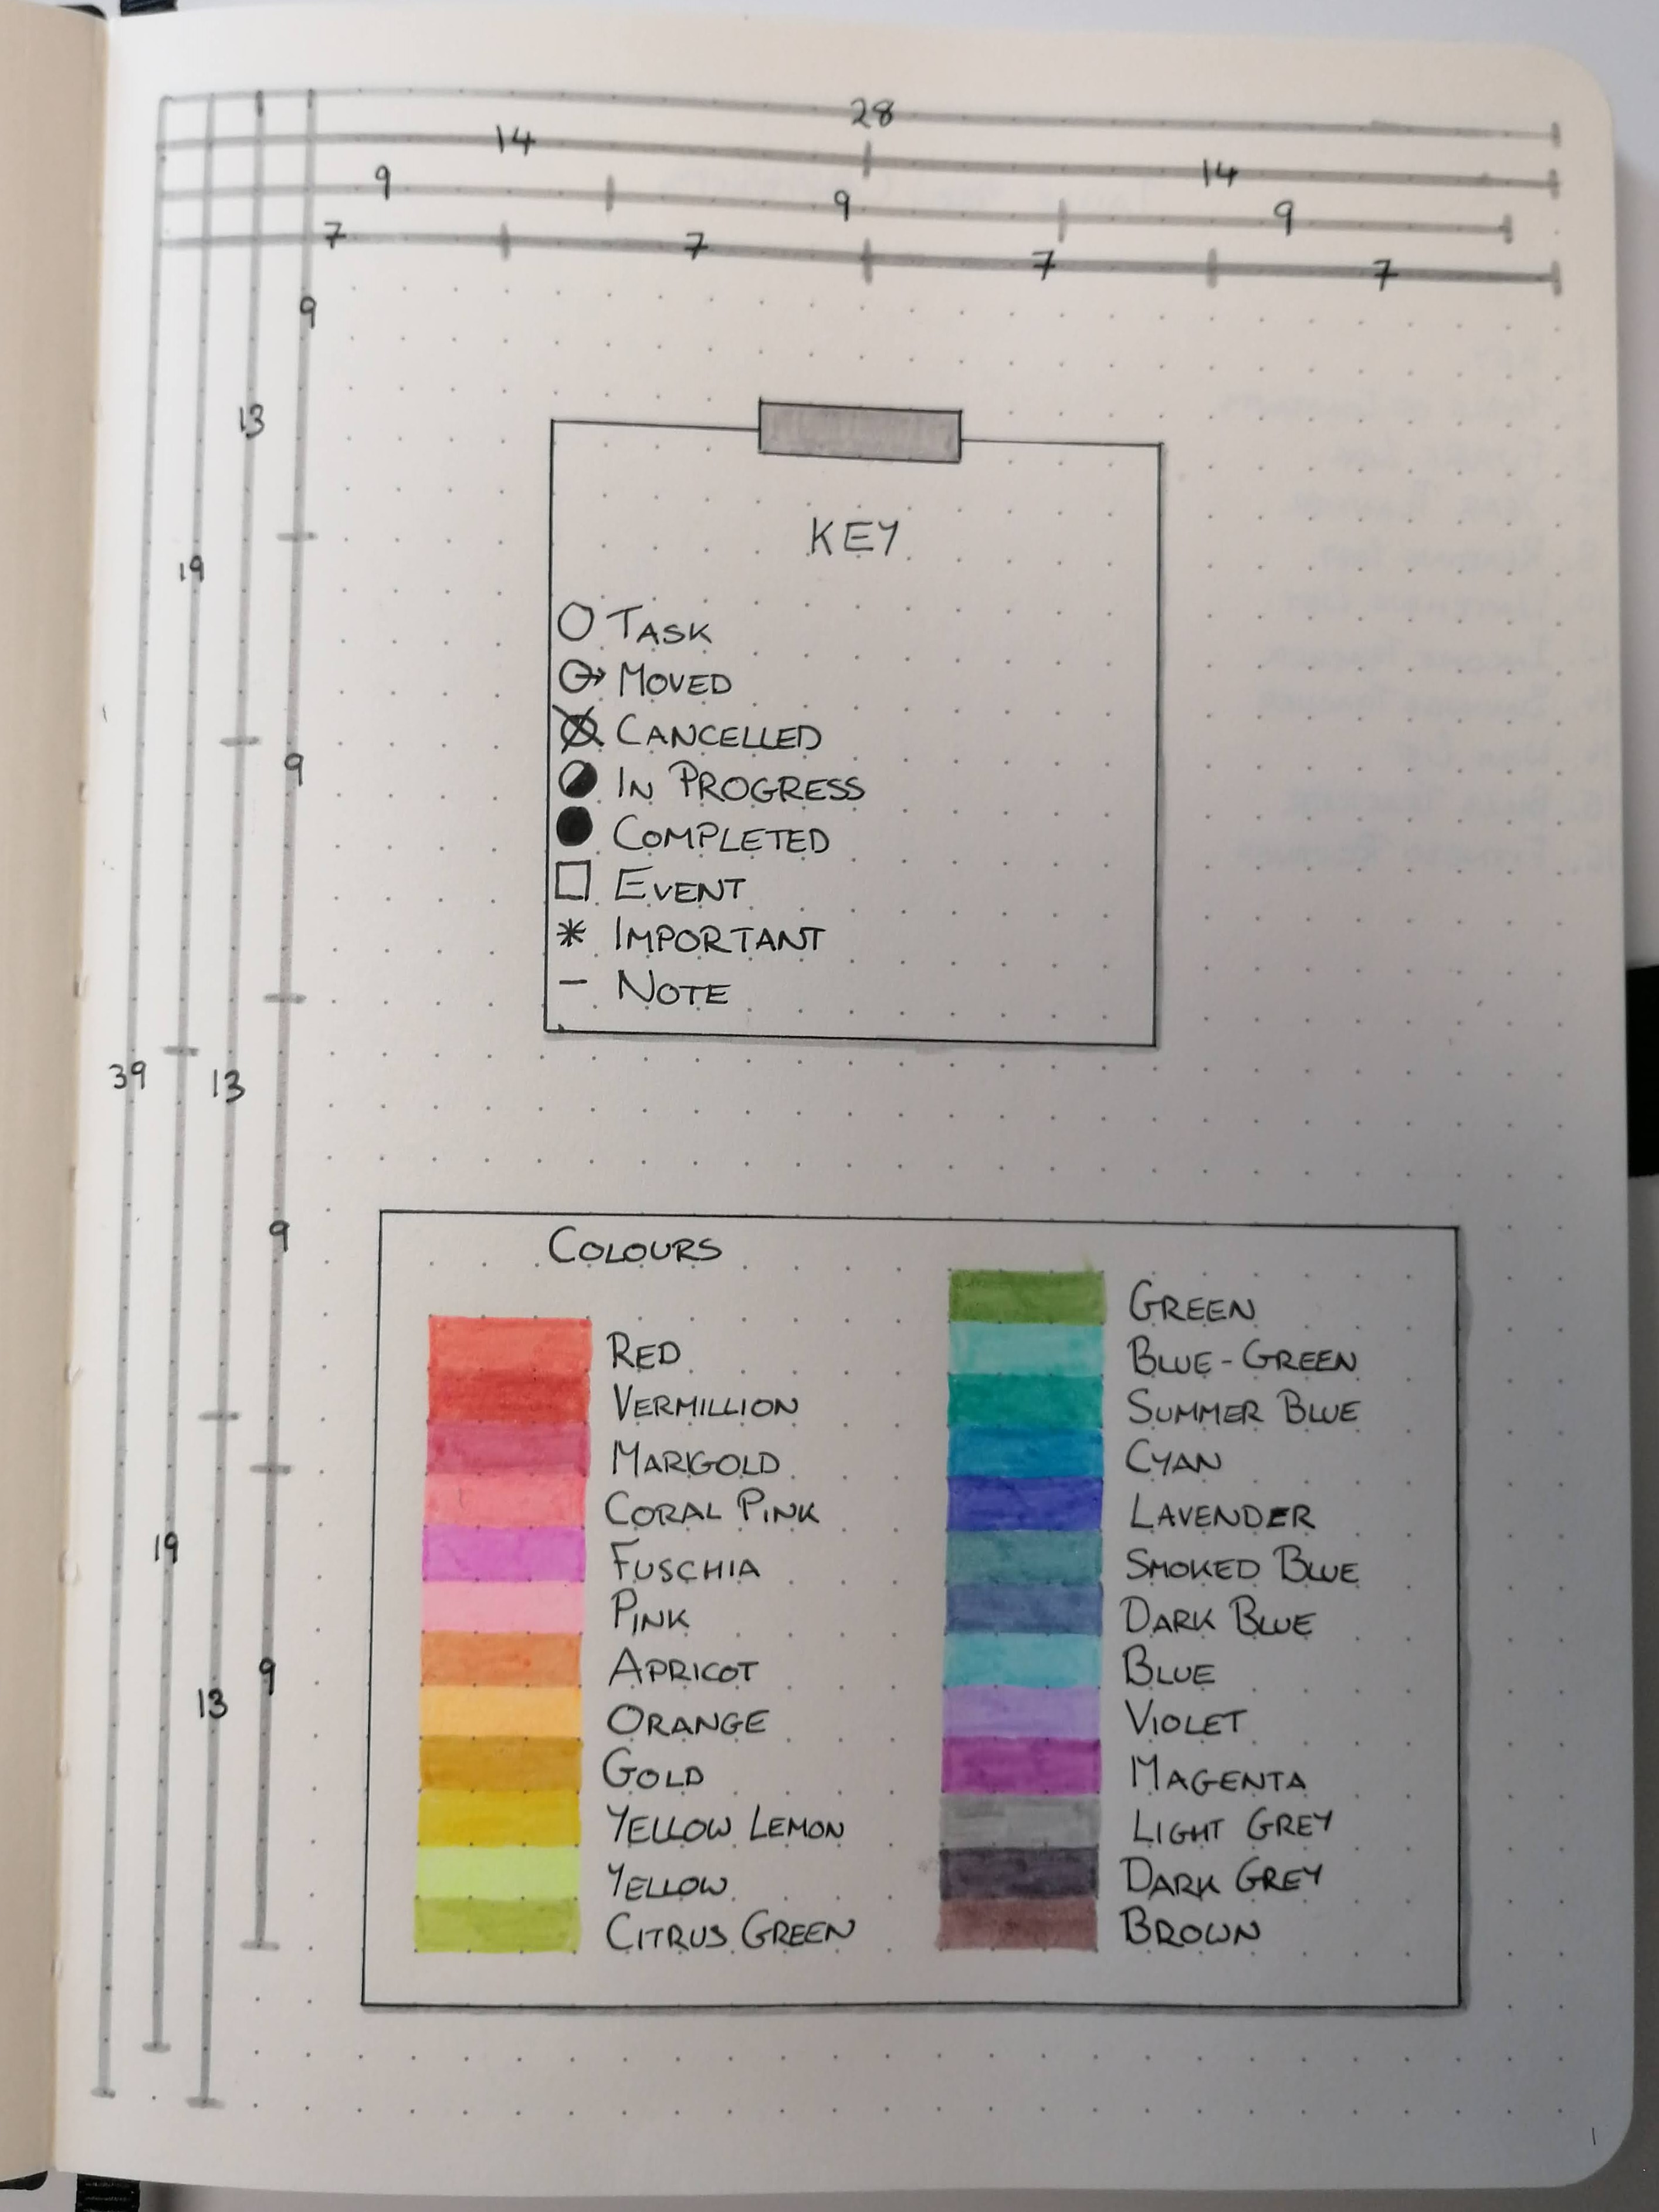 28
14 14
9 9 9
7 7 7 7
9
13
19
9
39 13
9
19
13 9
KEY
TASK
MOVED
CANCELLED
IN PROGRESS
COMPLETED
EVENT
* IMPORTANT
– NOTE
COLOURS
RED
VERMILLION
MARIGOLD
CORAL PINK
FUSCHIA
PINK
APRICOT
ORANGE
GOLD
YELLOW LEMON
YELLOW
CITRUS GREEN
GREEN
BLUE-GREEN
SUMMER BLUE
CYAN
LAVENDER
SMOKED BLUE
DARK BLUE
BLUE
VIOLET
MAGENTA
LIGHT GREY
DARK GREY
BROWN
1